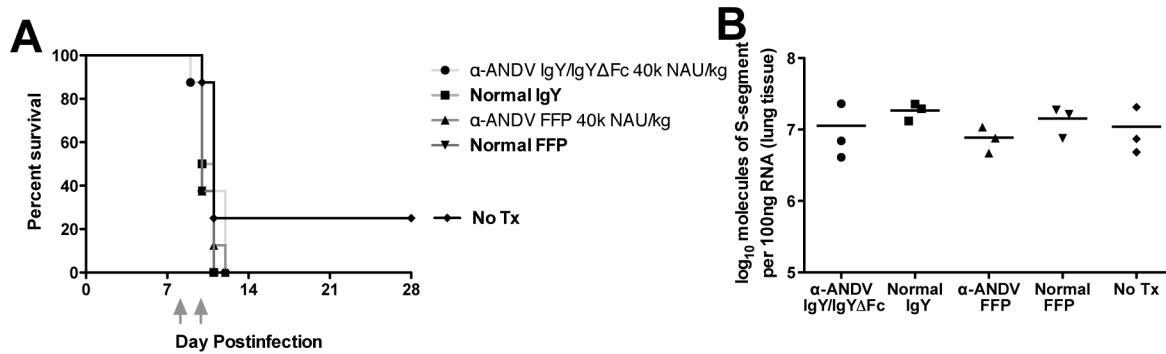 A
Percent survival
100
80
60
40
20
0
0 7 14 21 28
Day Postinfection
α-ANDV IgY/IgYΔFc 40k NAU/kg
Normal IgY
α-ANDV FFP 40k NAU/kg
Normal FFP
No Tx
B
log10 molecules of S-segment
per 100ng RNA (lung tissue)
8
7
6
5
α-ANDV IgY/IgYΔFc
Normal IgY
α-ANDV FFP
Normal FFP
No Tx